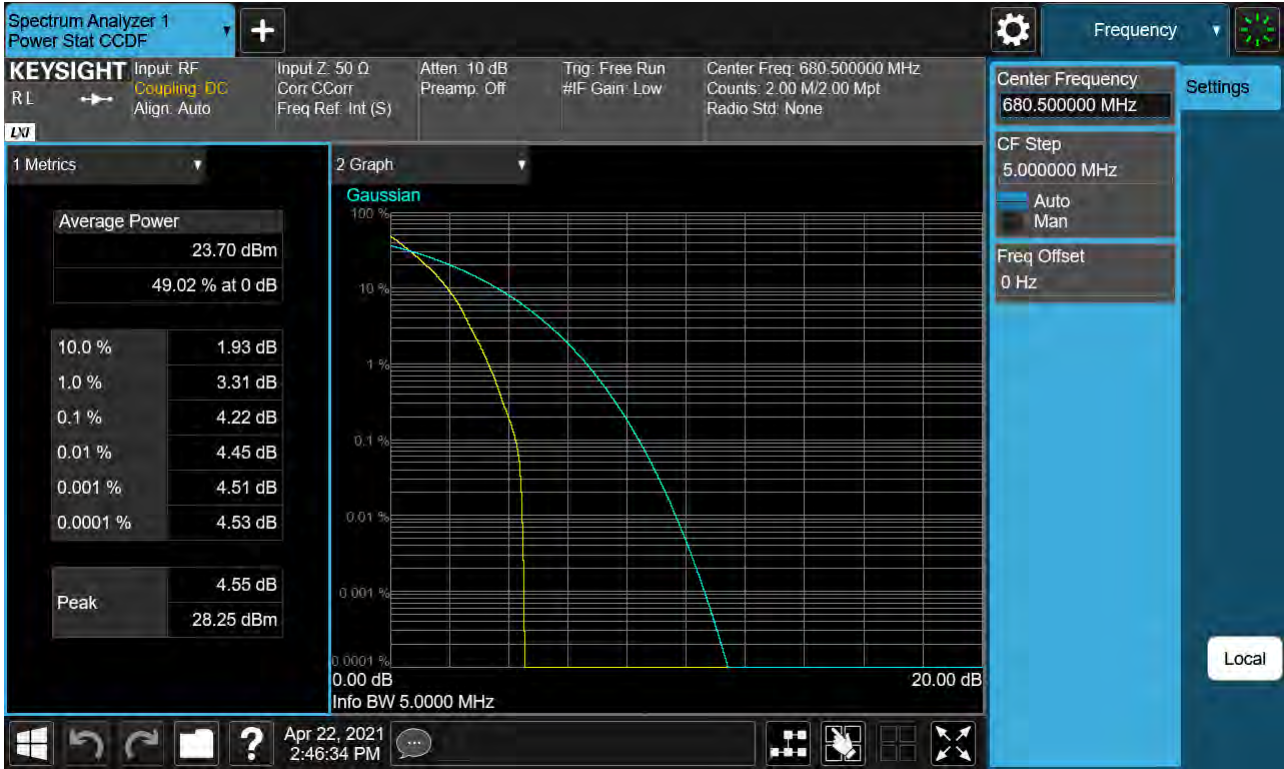 Spectrum Analyzer 1
Power Stat CCDF
+
Frequency
KEYSIGHT
RL
LXI
Input: RF
Coupling: DC
Align: Auto
Input Z: 50 Ω
Corr CCorr
Freq Ref: Int (S)
Atten: 10 dB
Preamp: Off
Trig: Free Run
#IF Gain: Low
Center Freq: 680.500000 MHz
Counts: 2.00 M/2.00 Mpt
Radio Std: None
Center Frequency
680.500000 MHz
Settings
CF Step
5.000000 MHz
Auto
Man
Freq Offset
0 Hz
1 Metrics
Average Power
23.70 dBm
49.02 % at 0 dB
10.0 % 1.93 dB
1.0 % 3.31 dB
0.1 % 4.22 dB
0.01 % 4.45 dB
0.001 % 4.51 dB
0.0001 % 4.53 dB
Peak
4.55 dB
28.25 dBm
2 Graph
Gaussian
100 %
10 %
1 %
0.1 %
0.01 %
0.001 %
0.0001 %
0.00 dB 20.00 dB
Info BW 5.0000 MHz
Local
?
Apr 22, 2021
2:46:34 PM